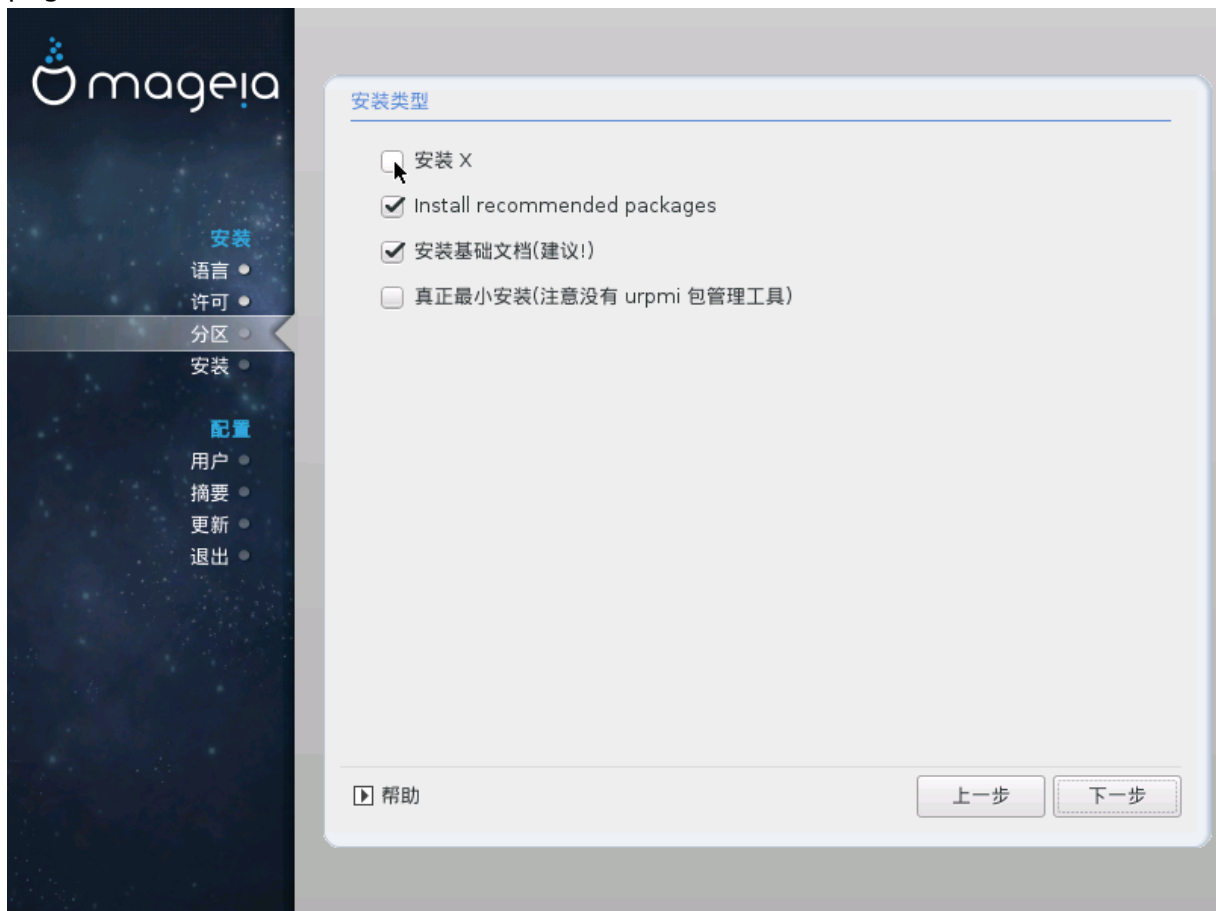 mageia
安装
语言
许可
分区
安装
配置
用户
摘要
更新
退出
安装类型
安装 X
Install recommended packages
安装基础文档(建议!)
真正最小安装(注意没有 urpmi 包管理工具)
帮助
上一步
下一步